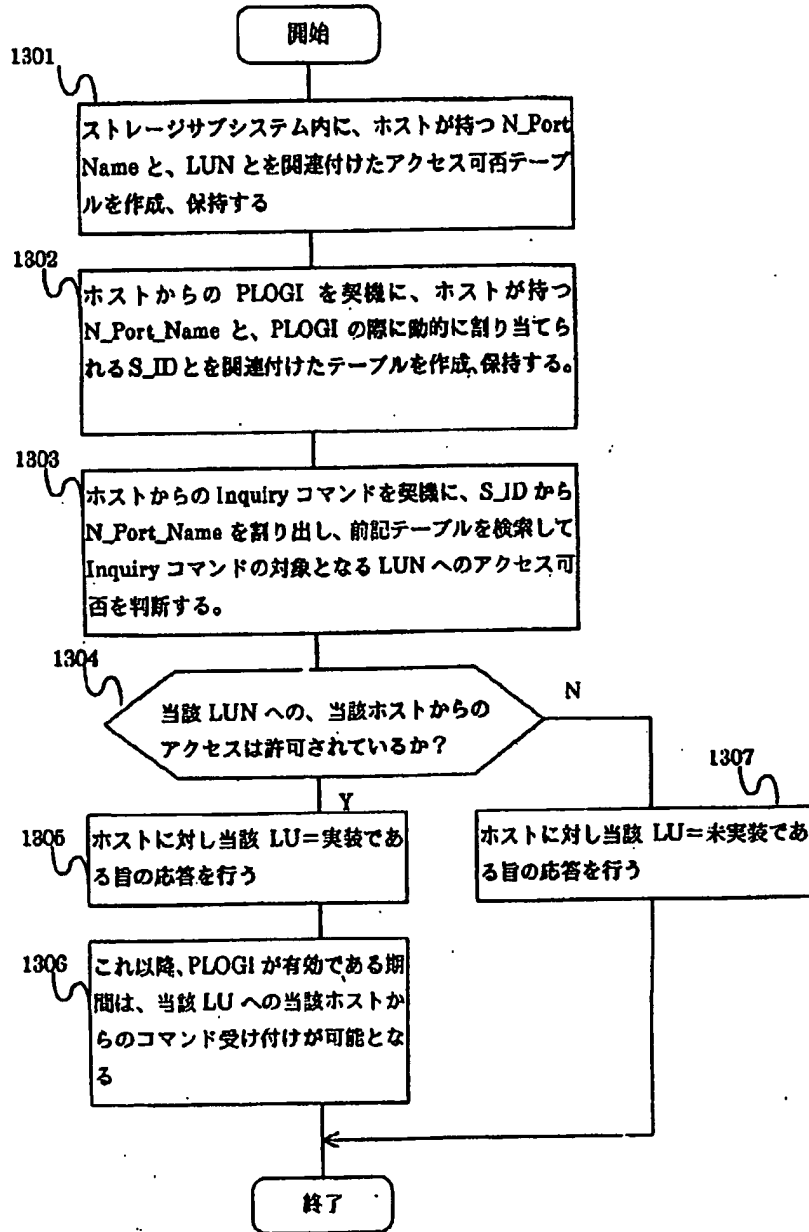 開始
1301
ストレージサブシステム内に、ホストが持つ N_Port
Name と、LUN とを関連付けたアクセス可否テーブ
ルを作成、保持する
1302
ホストからの PLOGI を契機に、ホストが持つ
N_Port_Name と、PLOGI の際に動的に割り当てら
れる S_ID とを関連付けたテーブルを作成、保持する。
1303
ホストからの Inquiry コマンドを契機に、S_ID から
N_Port_Name を割り出し、前記テーブルを検索して
Inquiry コマンドの対象となる LUN へのアクセス可
否を判断する。
1304
当該 LUN への、当該ホストからの
アクセスは許可されているか？
N
Y
1305
ホストに対し当該 LU＝実装であ
る旨の応答を行う
1307
ホストに対し当該 LU＝未実装であ
る旨の応答を行う
1306
これ以降、PLOGI が有効である期
間は、当該 LU への当該ホストか
らのコマンド受け付けが可能とな
る
終了